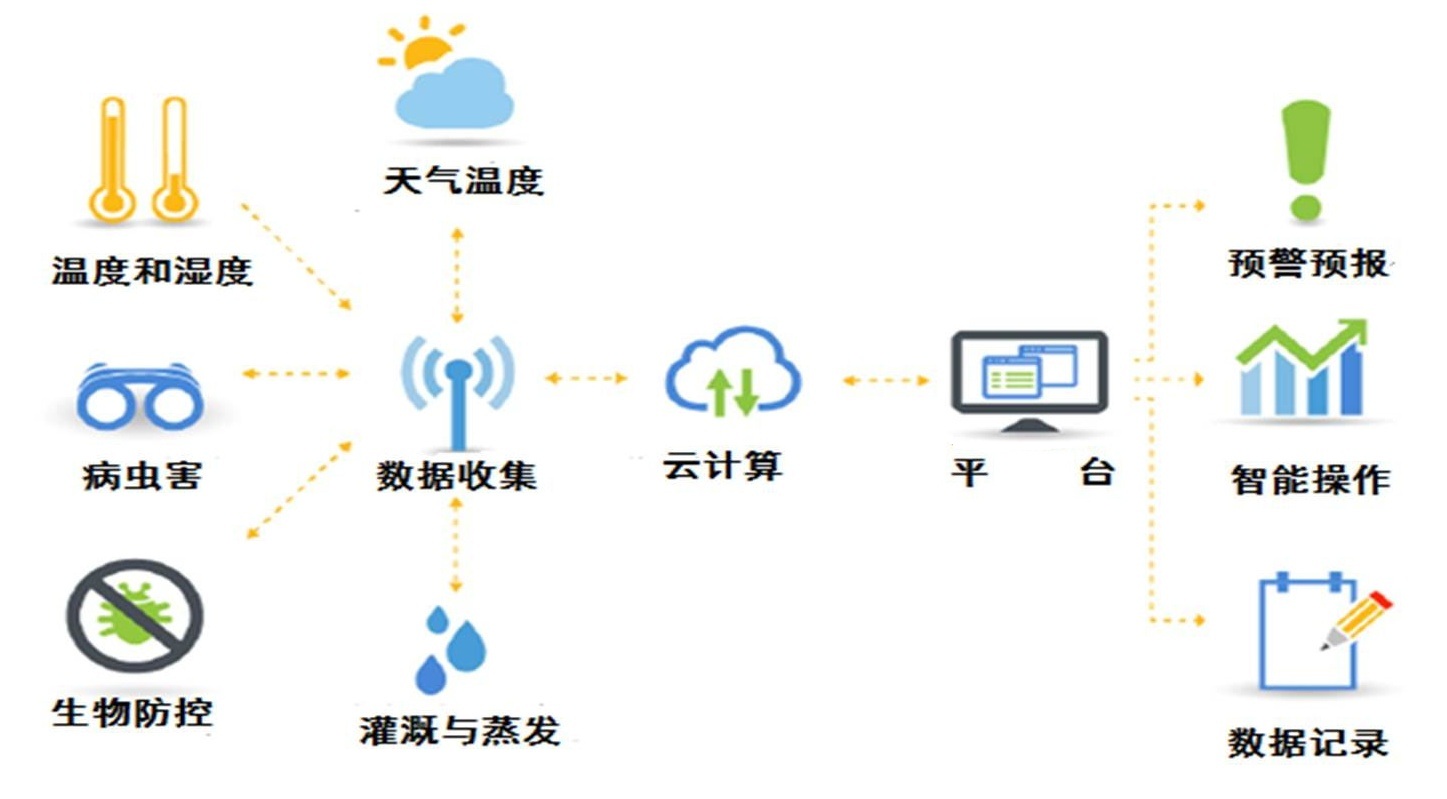 天气温度
温度和湿度
预警预报
病虫害
数据收集
云计算
平 台
智能操作
生物防控
灌溉与蒸发
数据记录